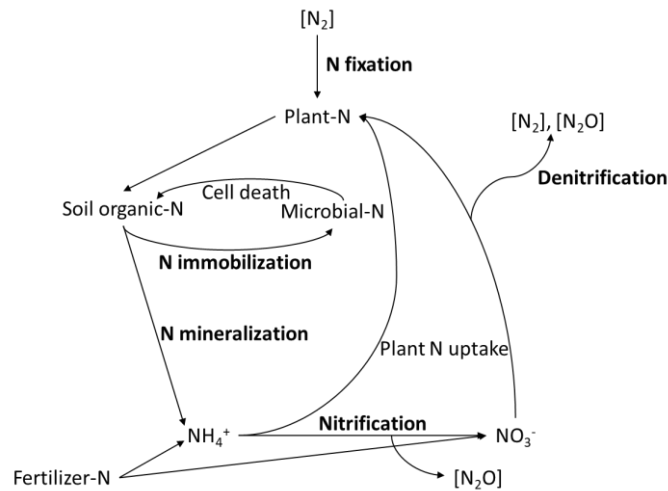 [N₂]
N fixation
Plant-N
[N₂], [N₂O]
Denitrification
Cell death
Soil organic-N
Microbial-N
N immobilization
N mineralization
Plant N uptake
Nitrification
NH₄⁺
NO₃⁻
Fertilizer-N
[N₂O]